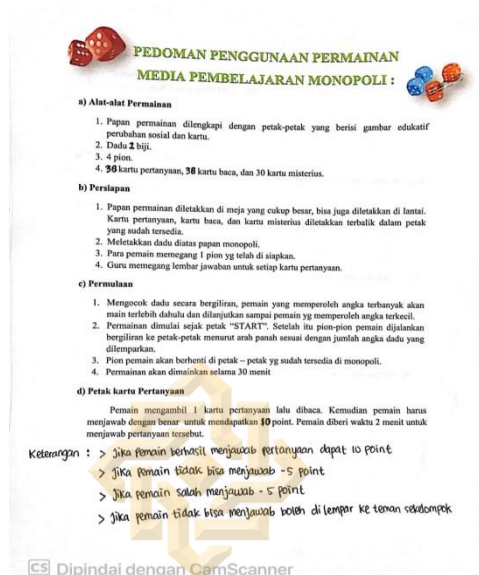 PEDOMAN PENGGUNAAN PERMAINAN
MEDIA PEMBELAJARAN MONOPOLI :
a) Alat-alat Permainan
1. Papan permainan dilengkapi dengan petak-petak yang berisi gambar edukatif
perubahan sosial dan kartu.
2. Dadu 2 biji.
3. 4 pion.
4. 36 kartu pertanyaan, 36 kartu baca, dan 30 kartu misterius.
b) Persiapan
1. Papan permainan diletakkan di meja yang cukup besar, bisa juga diletakkan di lantai.
Kartu pertanyaan, kartu baca, dan kartu misterius diletakkan terbalik dalam petak
yang sudah tersedia.
2. Meletakkan dadu diatas papan monopoli.
3. Para pemain memegang 1 pion yg telah di siapkan.
4. Guru memegang lembar jawaban untuk setiap kartu pertanyaan.
c) Permulaan
1. Mengocok dadu secara bergiliran, pemain yang memperoleh angka terbanyak akan
main terlebih dahulu dan dilanjutkan sampai pemain yg memperoleh angka terkecil.
2. Permainan dimulai sejak petak "START". Setelah itu pion-pion pemain dijalankan
bergiliran ke petak-petak menurut arah panah sesuai dengan jumlah angka dadu yang
dilemparkan.
3. Pion pemain akan berhenti di petak – petak yg sudah tersedia di monopoli.
4. Permainan akan dimainkan selama 30 menit
d) Petak kartu Pertanyaan
Pemain mengambil 1 kartu pertanyaan lalu dibaca. Kemudian pemain harus
menjawab dengan benar untuk mendapatkan 10 point. Pemain diberi waktu 2 menit untuk
menjawab pertanyaan tersebut.
Keterangan : > Jika Pemain berhasil menjawab pertanyaan dapat 10 point
> Jika Pemain tidak bisa menjawab -5 point
> Jika pemain salah menjawab - 5 point
> Jika pemain tidak bisa menjawab boleh di lempar ke teman sekelompok
CS Dipindai dengan CamScanner